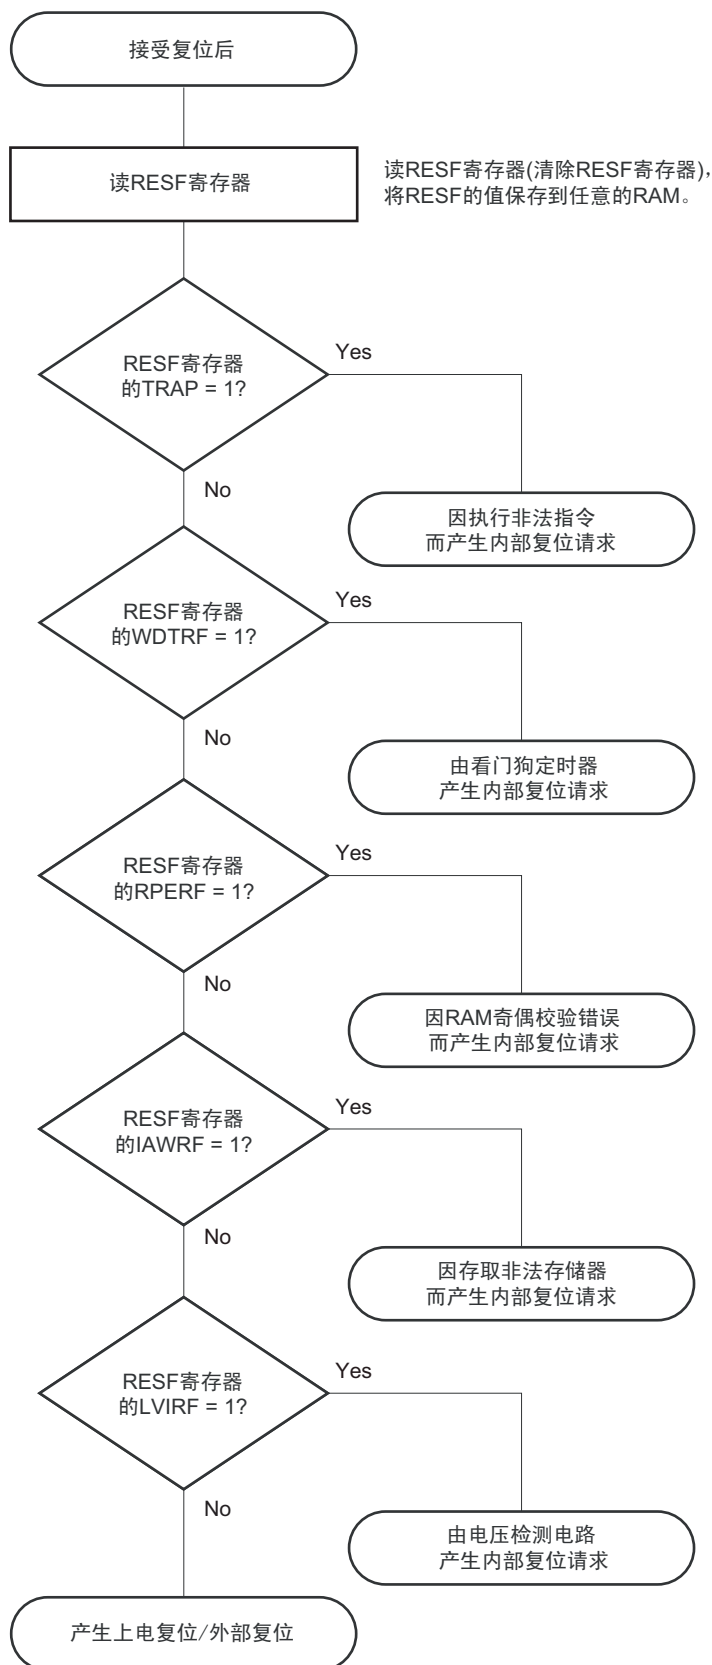 接受复位后
读RESF寄存器
读RESF寄存器(清除RESF寄存器)，
将RESF的值保存到任意的RAM。
RESF寄存器
的TRAP = 1?
Yes
No
因执行非法指令
而产生内部复位请求
RESF寄存器
的WDTRF = 1?
Yes
No
由看门狗定时器
产生内部复位请求
RESF寄存器
的RPERF = 1?
Yes
No
因RAM奇偶校验错误
而产生内部复位请求
RESF寄存器
的IAWRF = 1?
Yes
No
因存取非法存储器
而产生内部复位请求
RESF寄存器
的LVIRF = 1?
Yes
No
由电压检测电路
产生内部复位请求
产生上电复位/外部复位